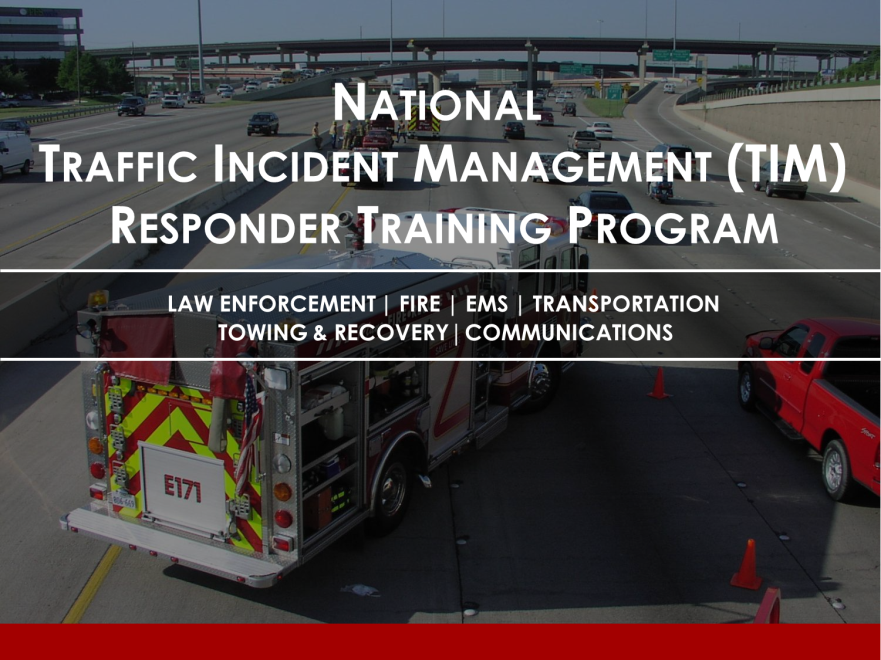 NATIONAL
TRAFFIC INCIDENT MANAGEMENT (TIM)
RESPONDER TRAINING PROGRAM
LAW ENFORCEMENT | FIRE | EMS | TRANSPORTATION
TOWING & RECOVERY | COMMUNICATIONS
E171